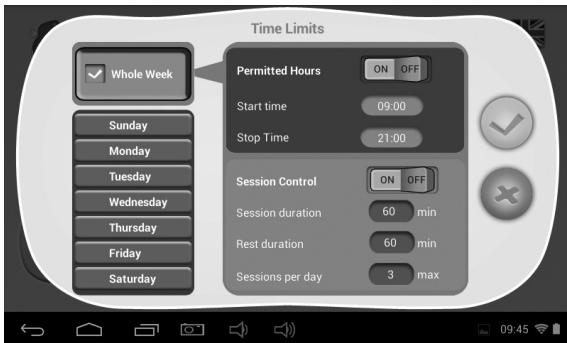 Time Limits
Whole Week
Sunday
Monday
Tuesday
Wednesday
Thursday
Friday
Saturday
Permitted Hours ON OFF
Start time 09:00
Stop Time 21:00
Session Control ON OFF
Session duration 60 min
Rest duration 60 min
Sessions per day 3 max
09:45